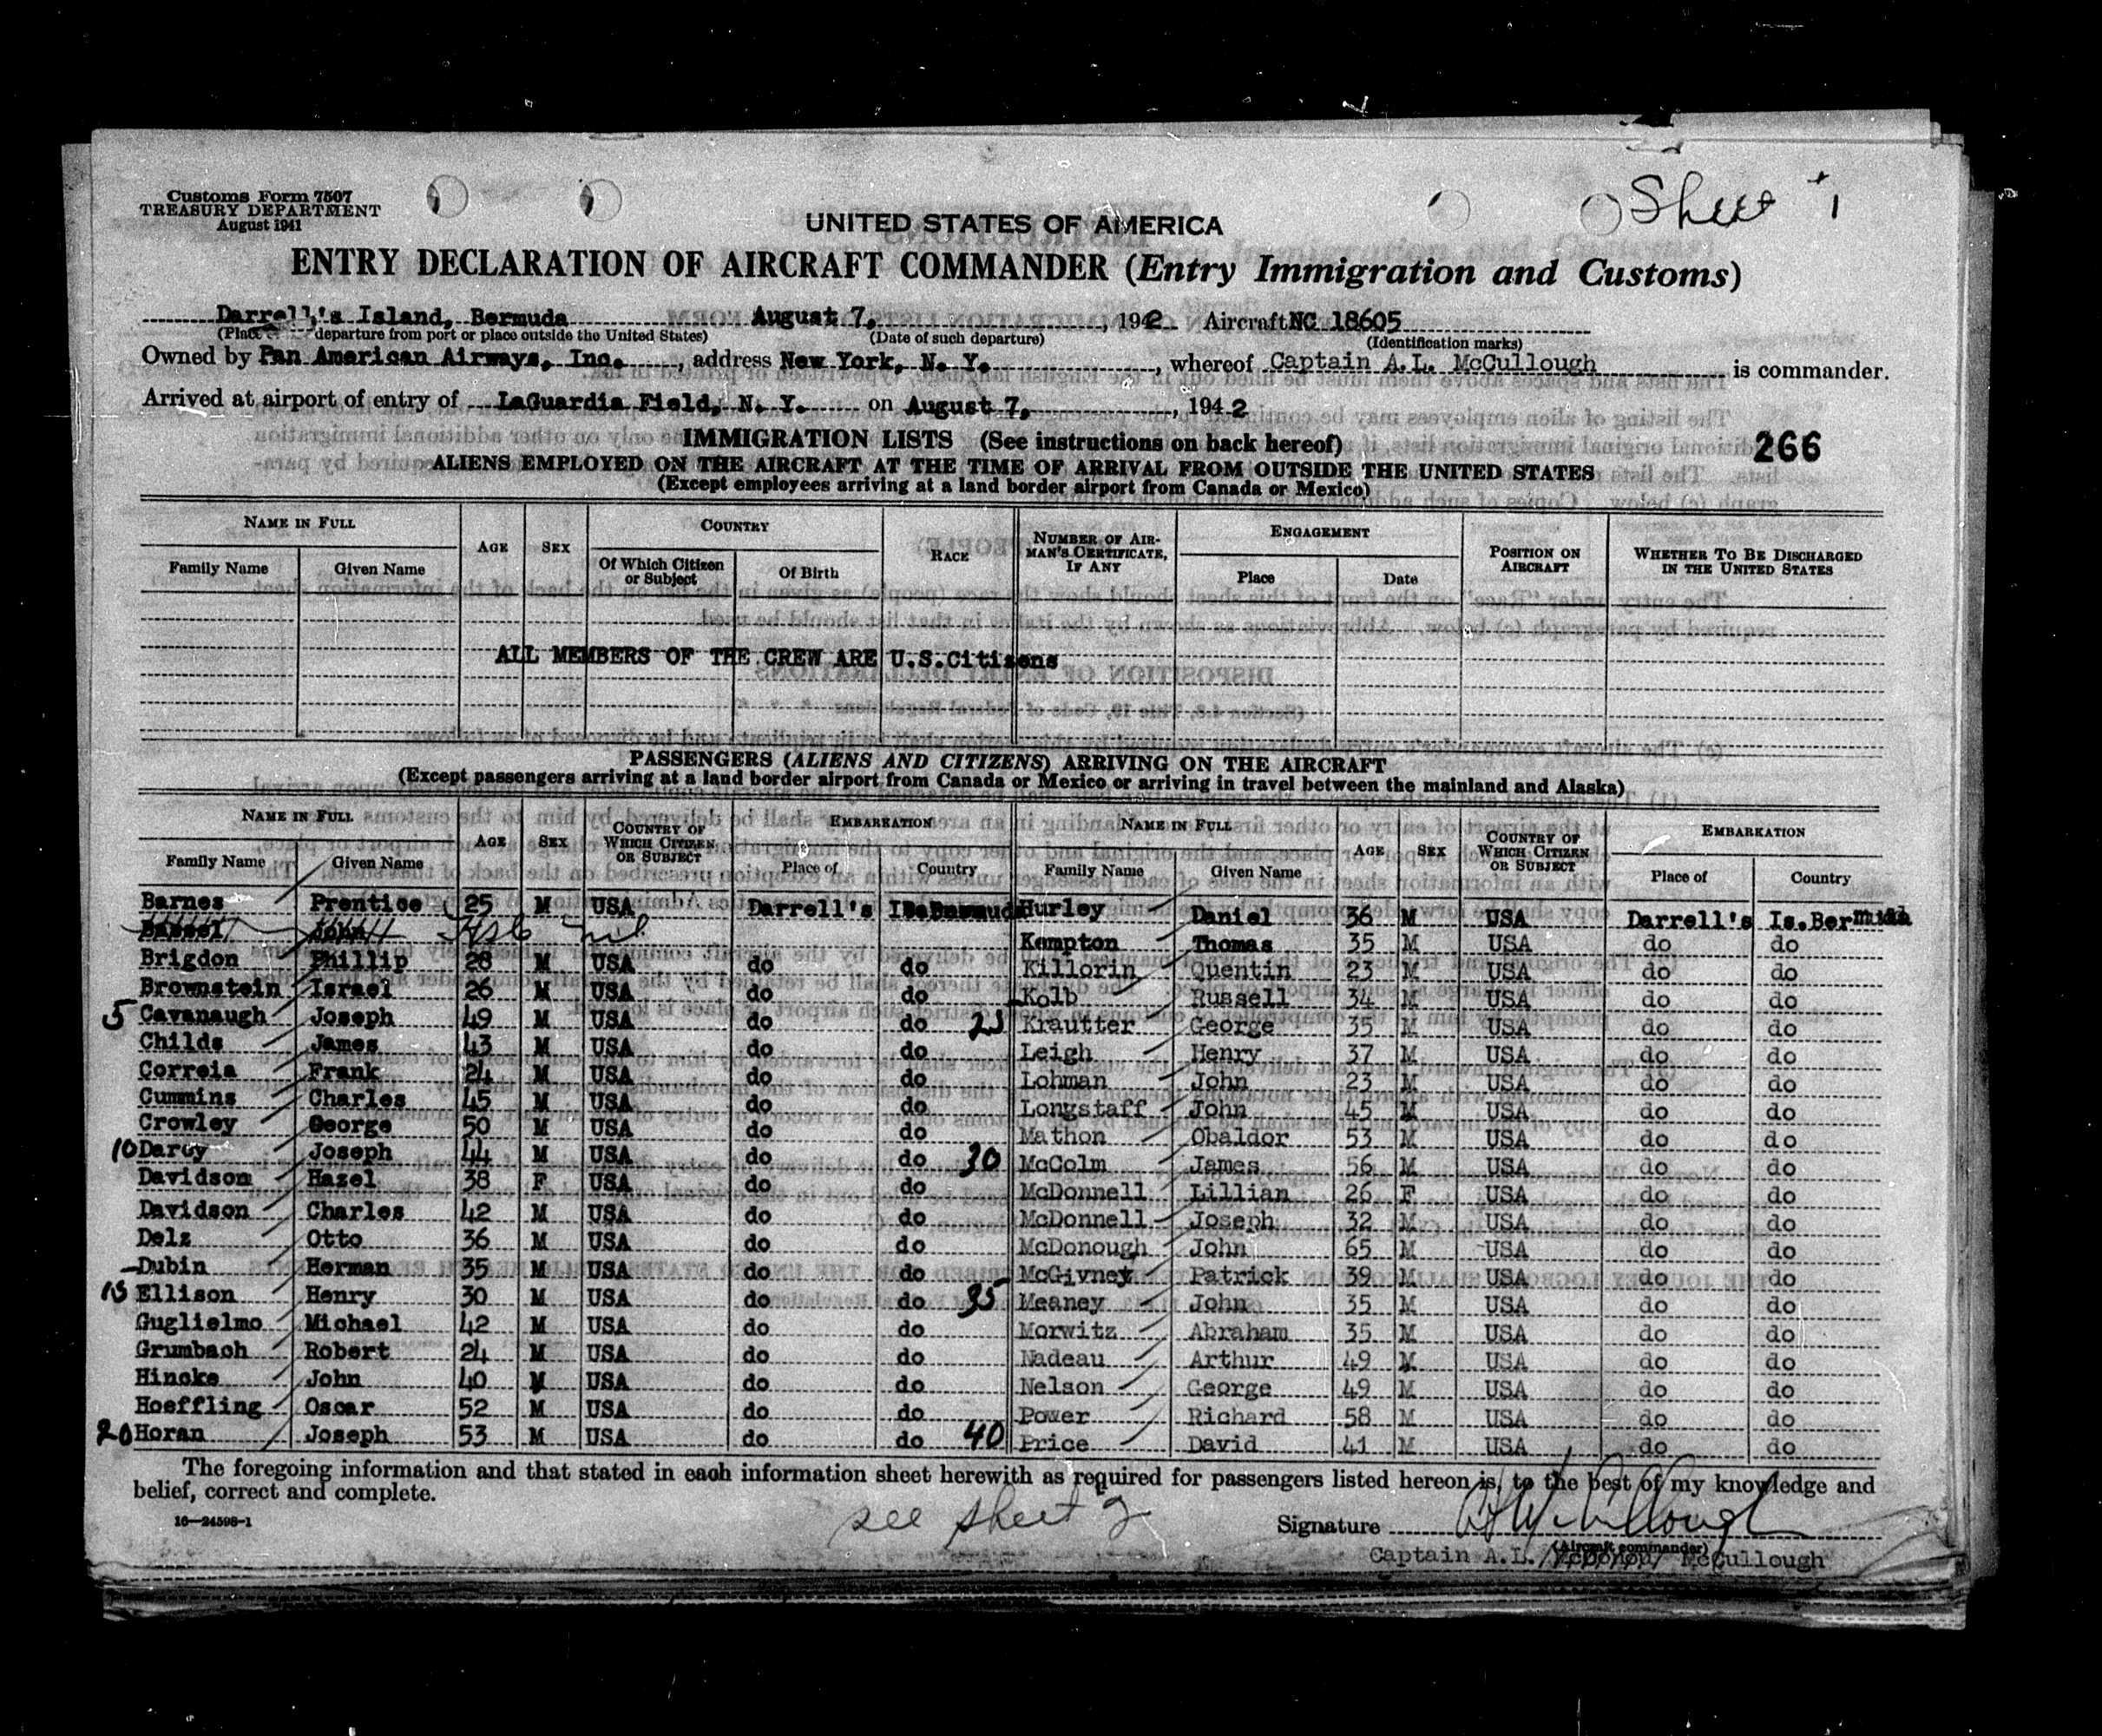 Sheet #1
Customs Form 7507
TREASURY DEPARTMENT
August 1941
UNITED STATES OF AMERICA
ENTRY DECLARATION OF AIRCRAFT COMMANDER (Entry Immigration and Customs)
Darrell's Island, Bermuda August 7, , 1942 Aircraft NC 18605
(Place departure from port or place outside the United States) (Date of such departure) (Identification marks)
Owned by Pan American Airways, Inc. , address New York, N. Y. , whereof Captain A.L. McCullough is commander.
Arrived at airport of entry of LaGuardia Field, N. Y. on August 7, , 1942
IMMIGRATION LISTS (See instructions on back hereof) 266
ALIENS EMPLOYED ON THE AIRCRAFT AT THE TIME OF ARRIVAL FROM OUTSIDE THE UNITED STATES
(Except employees arriving at a land border airport from Canada or Mexico)
NAME IN FULL AGE SEX COUNTRY RACE NUMBER OF AIRMAN'S CERTIFICATE, IF ANY ENGAGEMENT POSITION ON AIRCRAFT WHETHER TO BE DISCHARGED IN THE UNITED STATES
Family Name Given Name Of Which Citizen or Subject Of Birth Place Date
ALL MEMBERS OF THE CREW ARE U.S.Citizens
PASSENGERS (ALIENS AND CITIZENS) ARRIVING ON THE AIRCRAFT
(Except passengers arriving at a land border airport from Canada or Mexico or arriving in travel between the mainland and Alaska)
NAME IN FULL AGE SEX COUNTRY OF WHICH CITIZEN OR SUBJECT EMBARKATION NAME IN FULL AGE SEX COUNTRY OF WHICH CITIZEN OR SUBJECT EMBARKATION
Family Name Given Name Place of Country Family Name Given Name Place of Country
Barnes Prentice 25 M USA Darrell's Is Bermuda Hurley Daniel 36 M USA Darrell's Is.Bermuda
John Kempton Thomas 35 M USA do do
Brigdon Phillip 28 M USA do do Killorin Quentin 23 M USA do do
Brownstein Israel 26 M USA do do Kolb Russell 34 M USA do do
5 Cavanaugh Joseph 49 M USA do do 25 Krautter George 35 M USA do do
Childs James 43 M USA do do Leigh Henry 37 M USA do do
Correia Frank 24 M USA do do Lohman John 23 M USA do do
Cummins Charles 45 M USA do do Longstaff John 45 M USA do do
Crowley George 50 M USA do do Mathon Obaldor 53 M USA do do
10 Darcy Joseph 44 M USA do do 30 McColm James 56 M USA do do
Davidson Hazel 38 F USA do do McDonnell Lillian 26 F USA do do
Davidson Charles 42 M USA do do McDonnell Joseph 32 M USA do do
Delz Otto 36 M USA do do McDonough John 65 M USA do do
Dubin Herman 35 M USA do do McGivney Patrick 39 M USA do do
15 Ellison Henry 30 M USA do do 35 Meaney John 35 M USA do do
Guglielmo Michael 42 M USA do do Morwitz Abraham 35 M USA do do
Grumbach Robert 24 M USA do do Nadeau Arthur 49 M USA do do
Hincks John 40 M USA do do Nelson George 49 M USA do do
Hoeffling Oscar 52 M USA do do Power Richard 58 M USA do do
20 Horan Joseph 53 M USA do do 40 Price David 41 M USA do do
The foregoing information and that stated in each information sheet herewith as required for passengers listed hereon is, to the best of my knowledge and
belief, correct and complete.
16—24598-1
see sheet 2
Signature A L McCullough
(Aircraft commander)
Captain A.L. McCullough